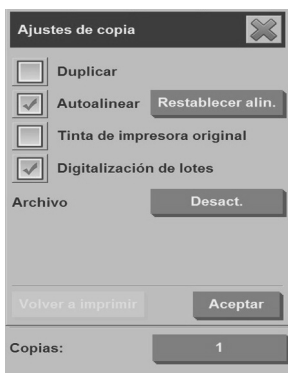 Ajustes de copia
Duplicar
Autoalinear Restablecer alin.
Tinta de impresora original
Digitalización de lotes
Archivo Desact.
Volver a imprimir Aceptar
Copias: 1